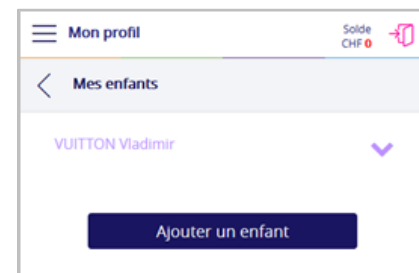 Mon profil
Solde
CHF 0
Mes enfants
VUITTON Vladimir
Ajouter un enfant